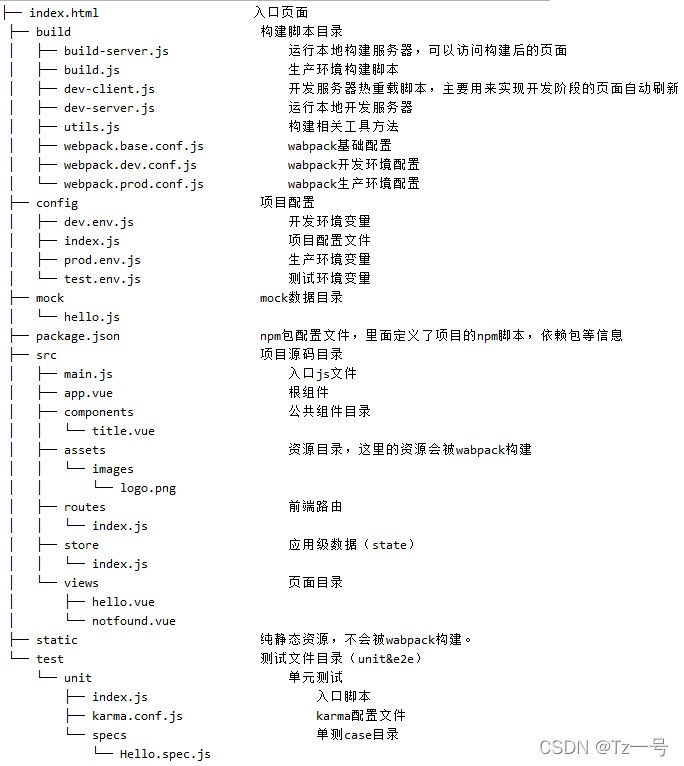 ├── index.html 入口页面
├── build 构建脚本目录
│ ├── build-server.js 运行本地构建服务器，可以访问构建后的页面
│ ├── build.js 生产环境构建脚本
│ ├── dev-client.js 开发服务器热重载脚本，主要用来实现开发阶段的页面自动刷新
│ ├── dev-server.js 运行本地开发服务器
│ ├── utils.js 构建相关工具方法
│ ├── webpack.base.conf.js wabpack基础配置
│ ├── webpack.dev.conf.js wabpack开发环境配置
│ └── webpack.prod.conf.js wabpack生产环境配置
├── config 项目配置
│ ├── dev.env.js 开发环境变量
│ ├── index.js 项目配置文件
│ ├── prod.env.js 生产环境变量
│ └── test.env.js 测试环境变量
├── mock mock数据目录
│ └── hello.js
├── package.json npm包配置文件，里面定义了项目的npm脚本，依赖包等信息
├── src 项目源码目录
│ ├── main.js 入口js文件
│ ├── app.vue 根组件
│ ├── components 公共组件目录
│ │ └── title.vue
│ ├── assets 资源目录，这里的资源会被wabpack构建
│ │ └── images
│ │ └── logo.png
│ ├── routes 前端路由
│ │ └── index.js
│ ├── store 应用级数据（state）
│ │ └── index.js
│ └── views 页面目录
│ ├── hello.vue
│ └── notfound.vue
├── static 纯静态资源，不会被wabpack构建。
└── test 测试文件目录（unit&e2e）
└── unit 单元测试
├── index.js 入口脚本
├── karma.conf.js karma配置文件
└── specs 单测case目录
└── Hello.spec.js
CSDN @Tz一号